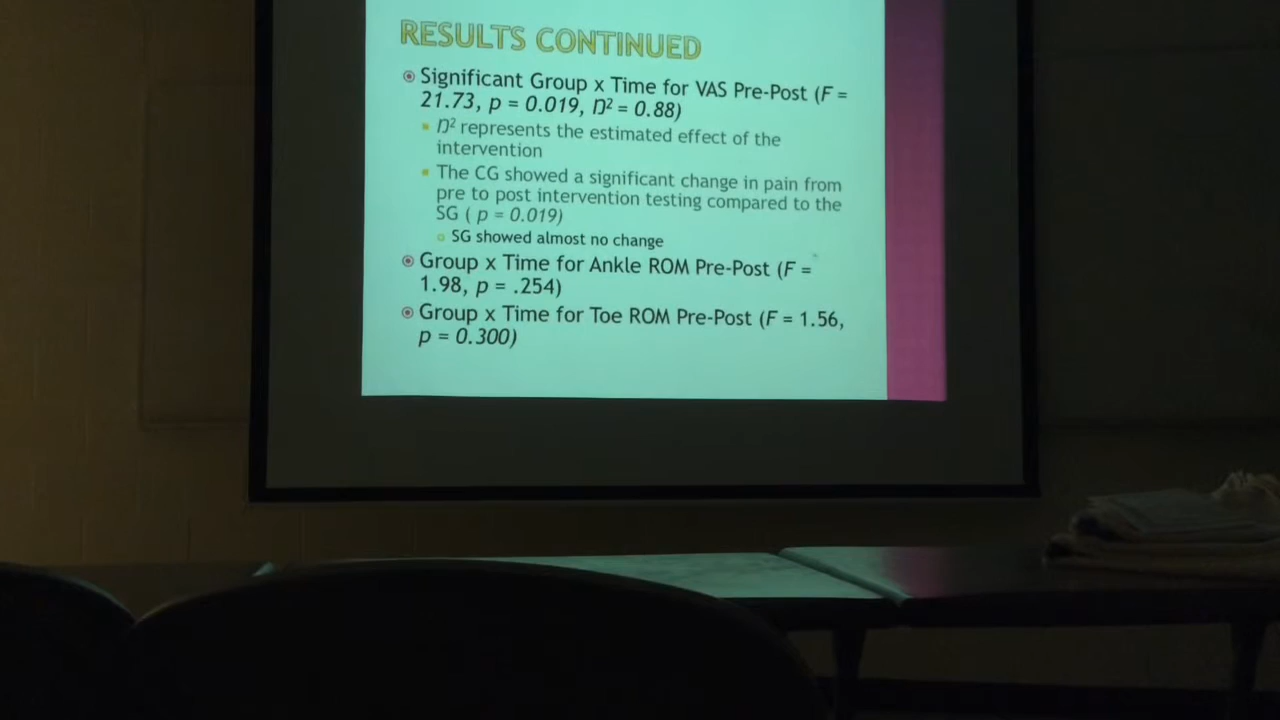 RESULTS CONTINUED
Significant Group x Time for VAS Pre-Post (F =
21.73, p = 0.019, Ŋ² = 0.88)
Ŋ² represents the estimated effect of the
intervention
The CG showed a significant change in pain from
pre to post intervention testing compared to the
SG ( p = 0.019)
SG showed almost no change
Group x Time for Ankle ROM Pre-Post (F =
1.98, p = .254)
Group x Time for Toe ROM Pre-Post (F = 1.56,
p = 0.300)